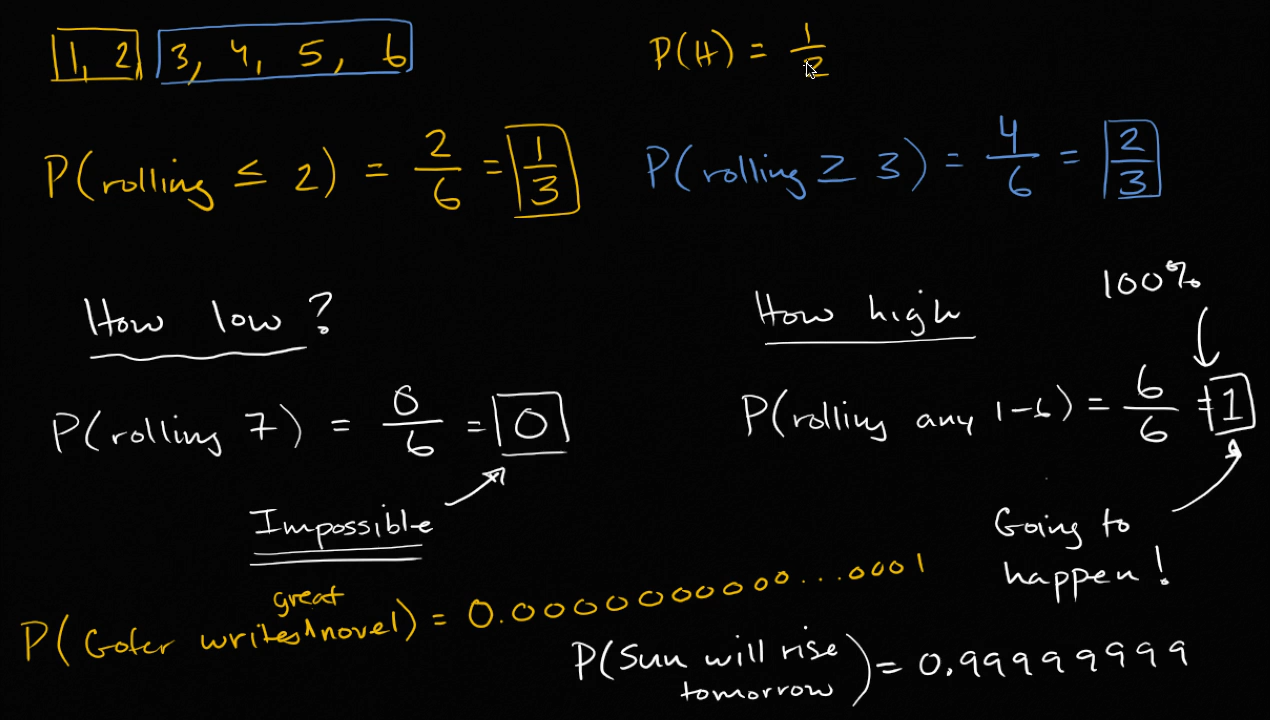 1, 2 3, 4, 5, 6
P(H) = 1/2
P(rolling ≤ 2) = 2/6 = 1/3
P(rolling ≥ 3) = 4/6 = 2/3
How low?
P(rolling 7) = 0/6 = 0
Impossible
How high
100%
P(rolling any 1-6) = 6/6 = 1
Going to
happen!
great
P(Gofer writes ^ novel) = 0.0000000000...0001
P(Sun will rise
tomorrow) = 0.99999999